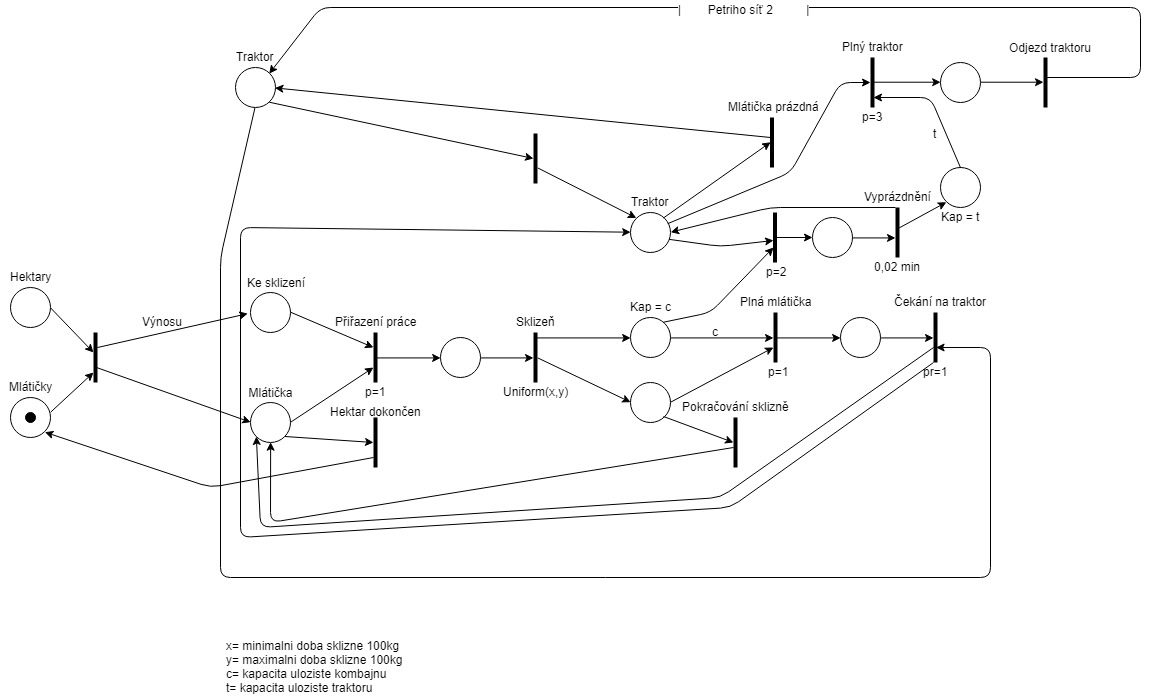 Petriho síť 2
Plný traktor
Odjezd traktoru
Traktor
Mlátička prázdná
p=3
t
Traktor
Vyprázdnění
Kap = t
p=2
0,02 min
Hektary
Ke sklizení
Výnosu
Přiřazení práce
Sklizeň
Kap = c
Plná mlátička
Čekání na traktor
c
Mlátičky
Mlátička
p=1
Uniform(x,y)
p=1
pr=1
Hektar dokončen
Pokračování sklizně
x= minimalni doba sklizne 100kg
y= maximalni doba sklizne 100kg
c= kapacita uloziste kombajnu
t= kapacita uloziste traktoru